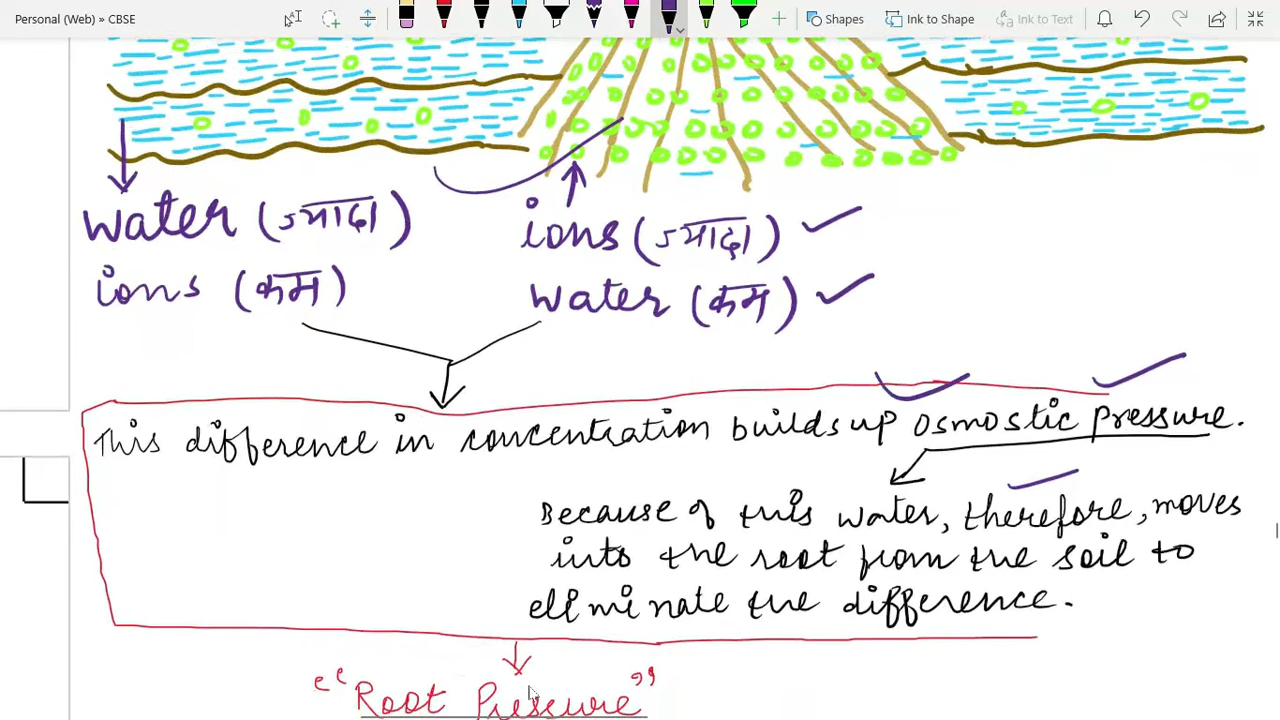 Personal (Web) » CBSE
Shapes
Ink to Shape
Ink to Text
water (ज्यादा)
ions (ज्यादा)
ions (कम)
water (कम)
This difference in concentration builds up osmostic pressure.
Because of this water, therefore, moves
into the root from the soil to
eliminate the difference.
"Root Pressure"